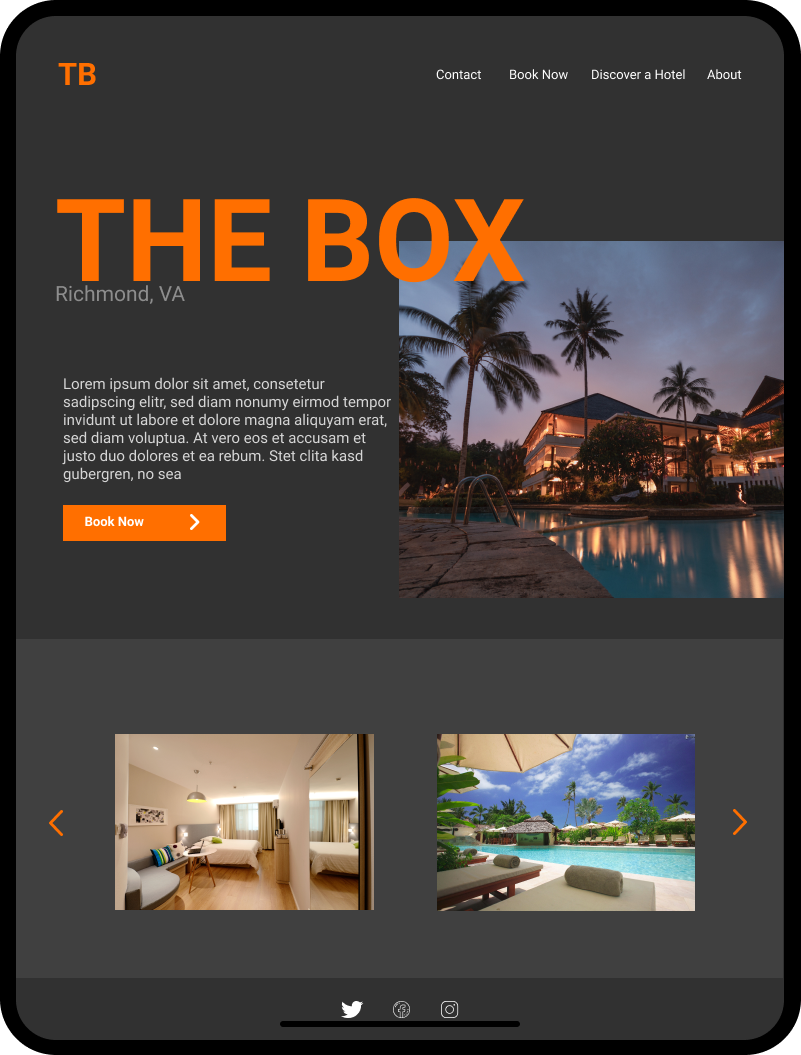 TB
Contact Book Now Discover a Hotel About
THE BOX
Richmond, VA
Lorem ipsum dolor sit amet, consetetur
sadipscing elitr, sed diam nonumy eirmod tempor
invidunt ut labore et dolore magna aliquyam erat,
sed diam voluptua. At vero eos et accusam et
justo duo dolores et ea rebum. Stet clita kasd
gubergren, no sea
Book Now